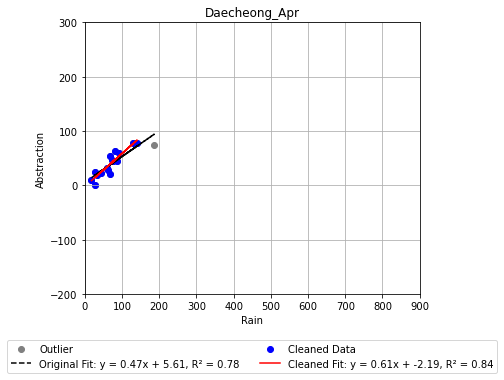 Daecheong_Apr
300
200
100
0
−100
−200
Abstraction
0 100 200 300 400 500 600 700 800 900
Rain
Outlier Cleaned Data
Original Fit: y = 0.47x + 5.61, R² = 0.78 Cleaned Fit: y = 0.61x + -2.19, R² = 0.84